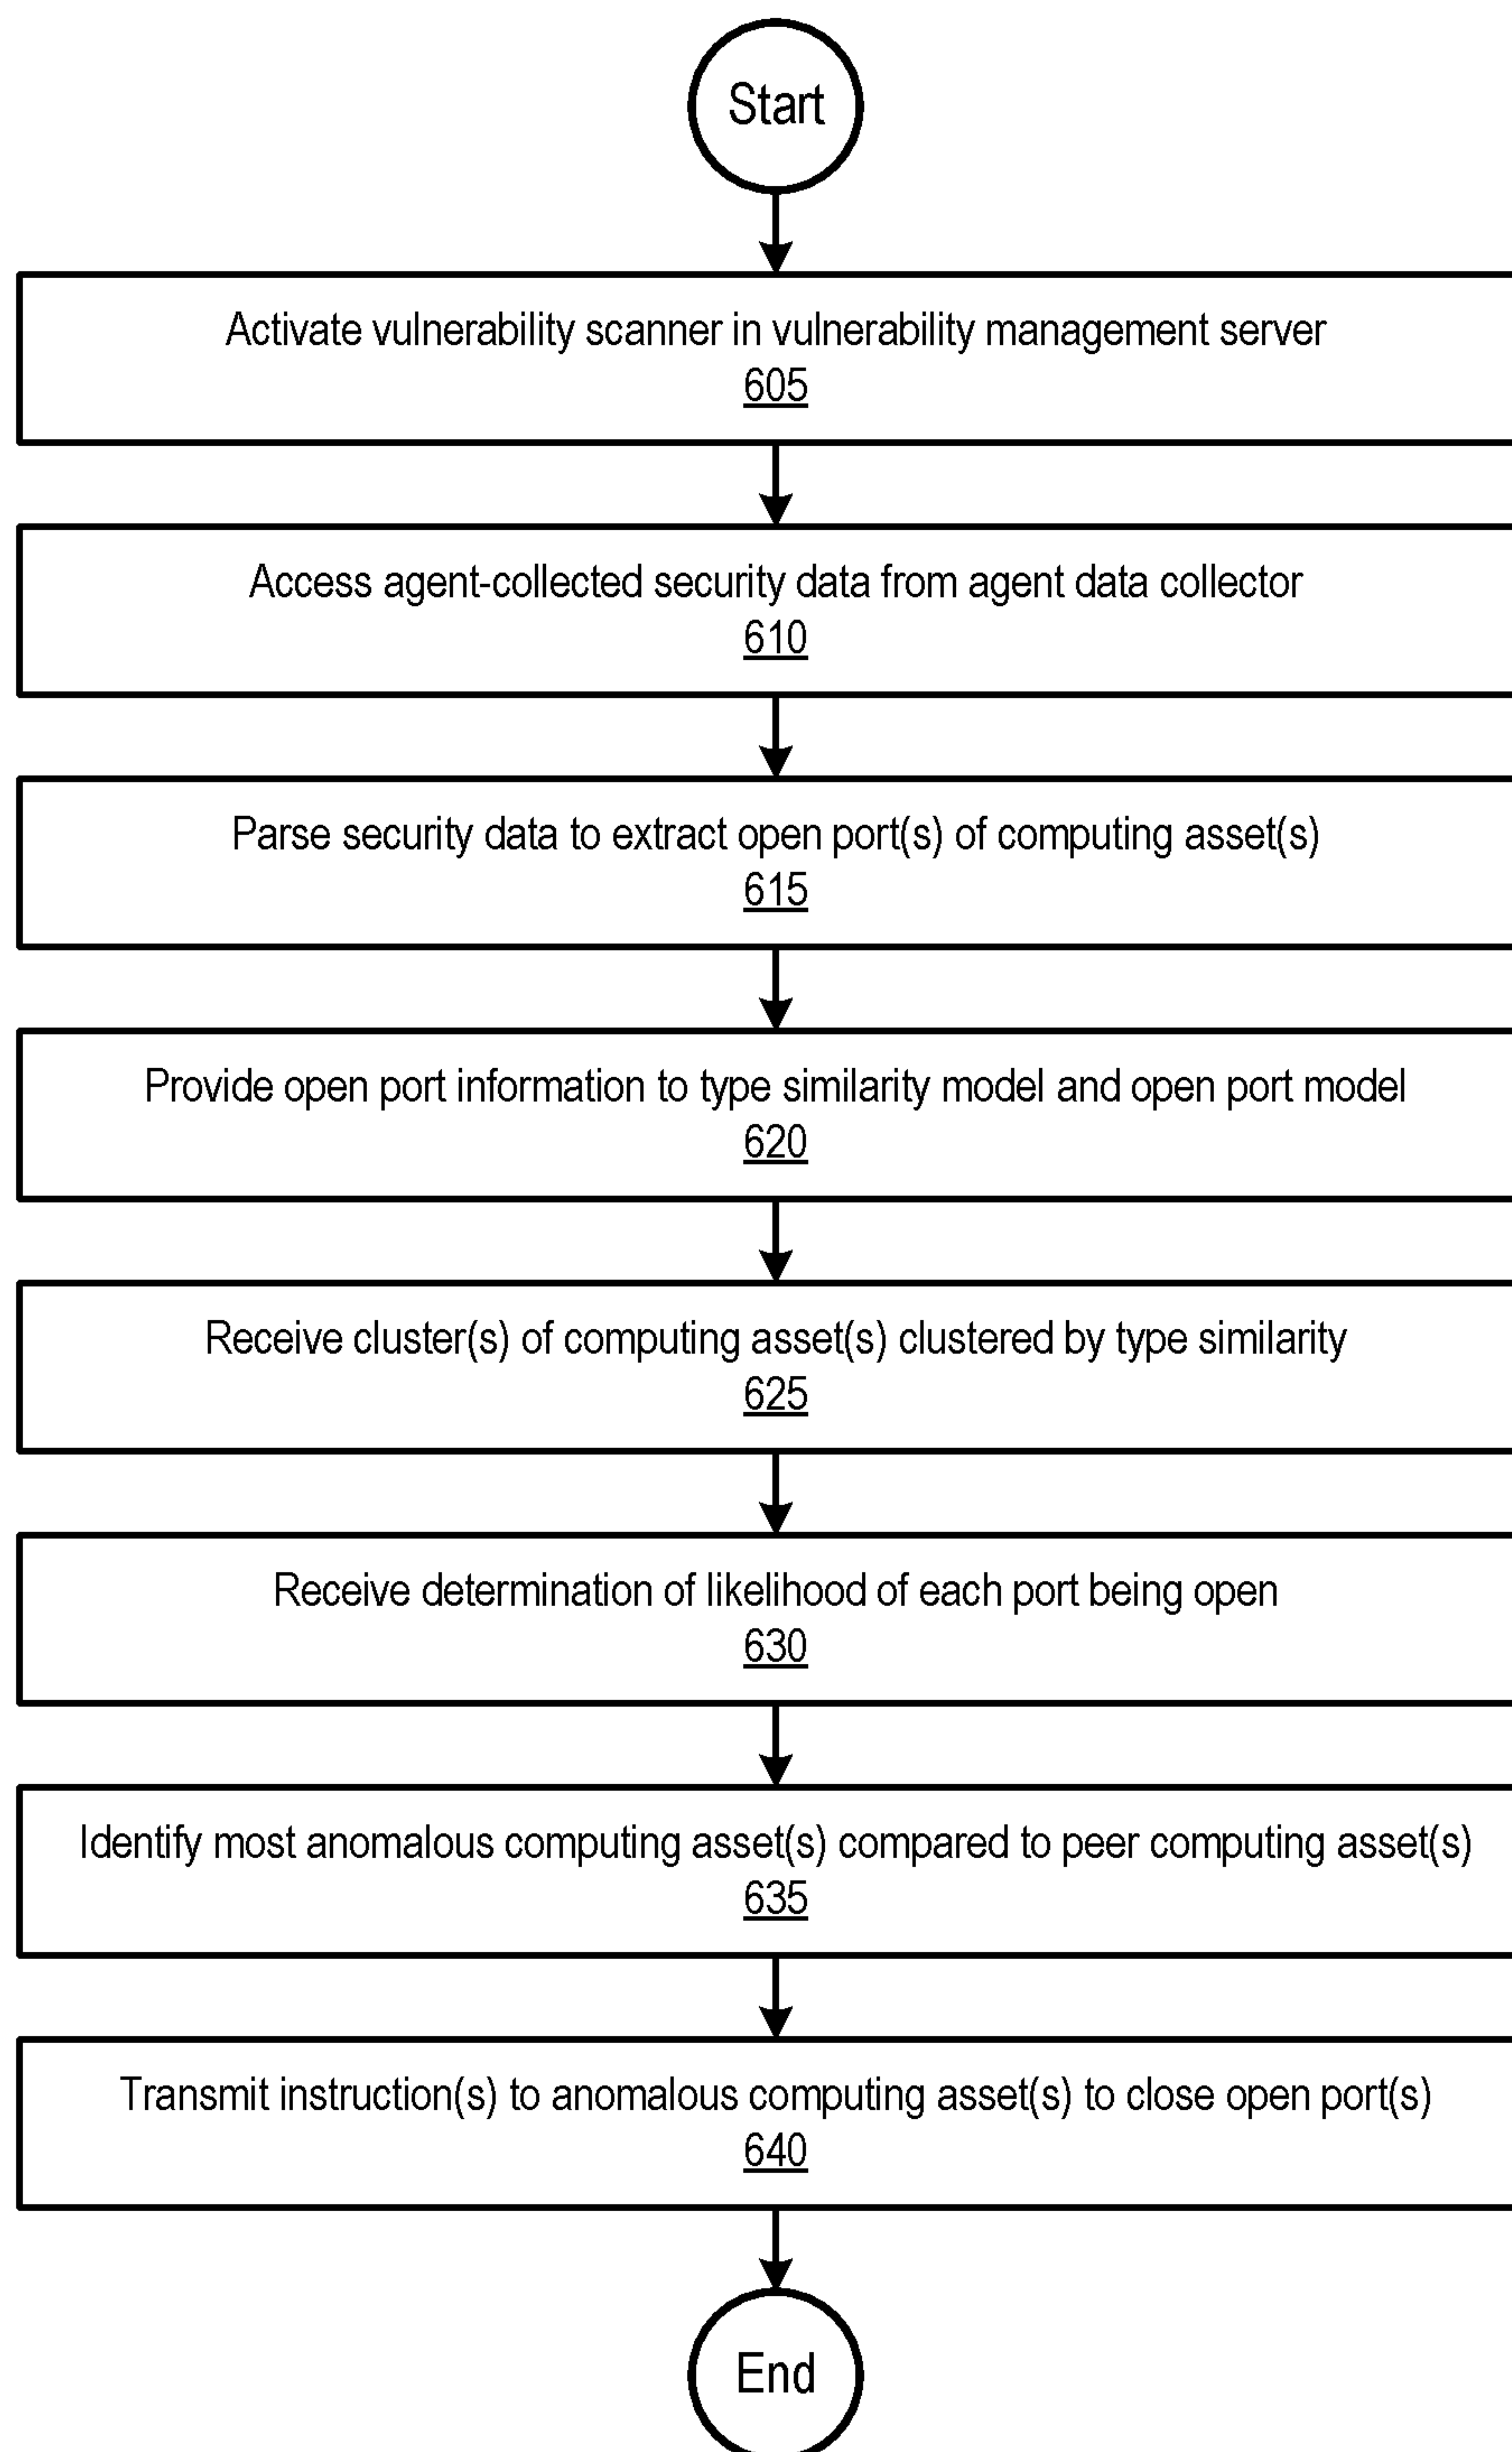 Start
Activate vulnerability scanner in vulnerability management server
605
Access agent-collected security data from agent data collector
610
Parse security data to extract open port(s) of computing asset(s)
615
Provide open port information to type similarity model and open port model
620
Receive cluster(s) of computing asset(s) clustered by type similarity
625
Receive determination of likelihood of each port being open
630
Identify most anomalous computing asset(s) compared to peer computing asset(s)
635
Transmit instruction(s) to anomalous computing asset(s) to close open port(s)
640
End